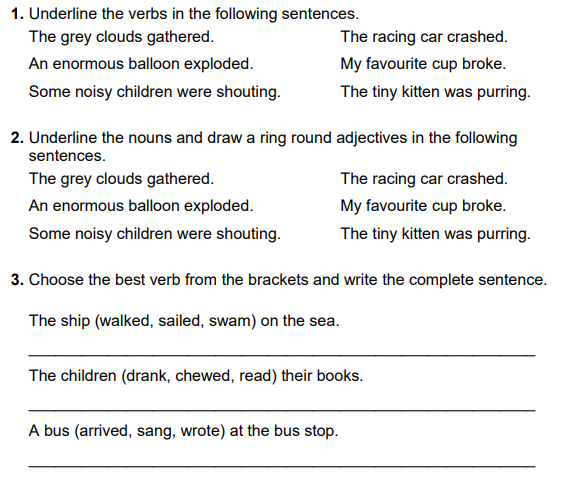 1. Underline the verbs in the following sentences.
The grey clouds gathered. The racing car crashed.
An enormous balloon exploded. My favourite cup broke.
Some noisy children were shouting. The tiny kitten was purring.
2. Underline the nouns and draw a ring round adjectives in the following
sentences.
The grey clouds gathered. The racing car crashed.
An enormous balloon exploded. My favourite cup broke.
Some noisy children were shouting. The tiny kitten was purring.
3. Choose the best verb from the brackets and write the complete sentence.
The ship (walked, sailed, swam) on the sea.
The children (drank, chewed, read) their books.
A bus (arrived, sang, wrote) at the bus stop.